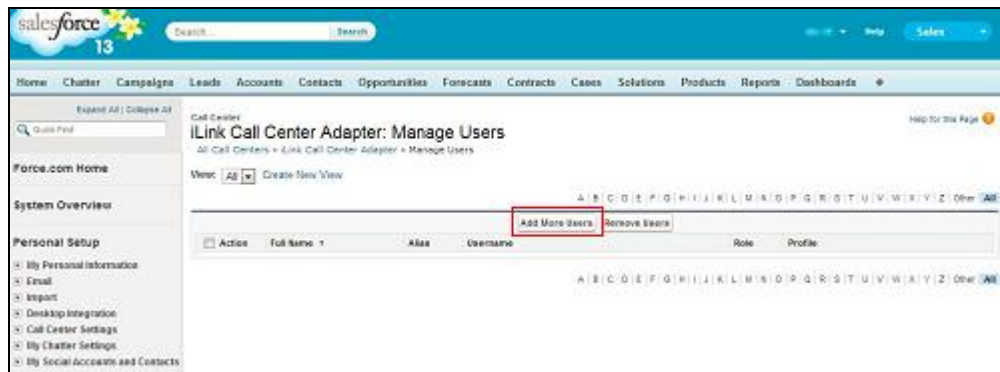 salesforce
13
Search...
Search
Help
Sales
Home Chatter Campaigns Leads Accounts Contacts Opportunities Forecasts Contracts Cases Solutions Products Reports Dashboards +
Expand All | Collapse All
Quick Find
Force.com Home
System Overview
Personal Setup
My Personal Information
Email
Import
Desktop Integration
Call Center Settings
My Chatter Settings
My Social Accounts and Contacts
Call Center
iLink Call Center Adapter: Manage Users
Help for this Page
All Call Centers » iLink Call Center Adapter » Manage Users
View: All Create New View
A | B | C | D | E | F | G | H | I | J | K | L | M | N | O | P | Q | R | S | T | U | V | W | X | Y | Z | Other All
Add More Users Remove Users
Action Full Name ↑ Alias Username Role Profile
A | B | C | D | E | F | G | H | I | J | K | L | M | N | O | P | Q | R | S | T | U | V | W | X | Y | Z | Other All